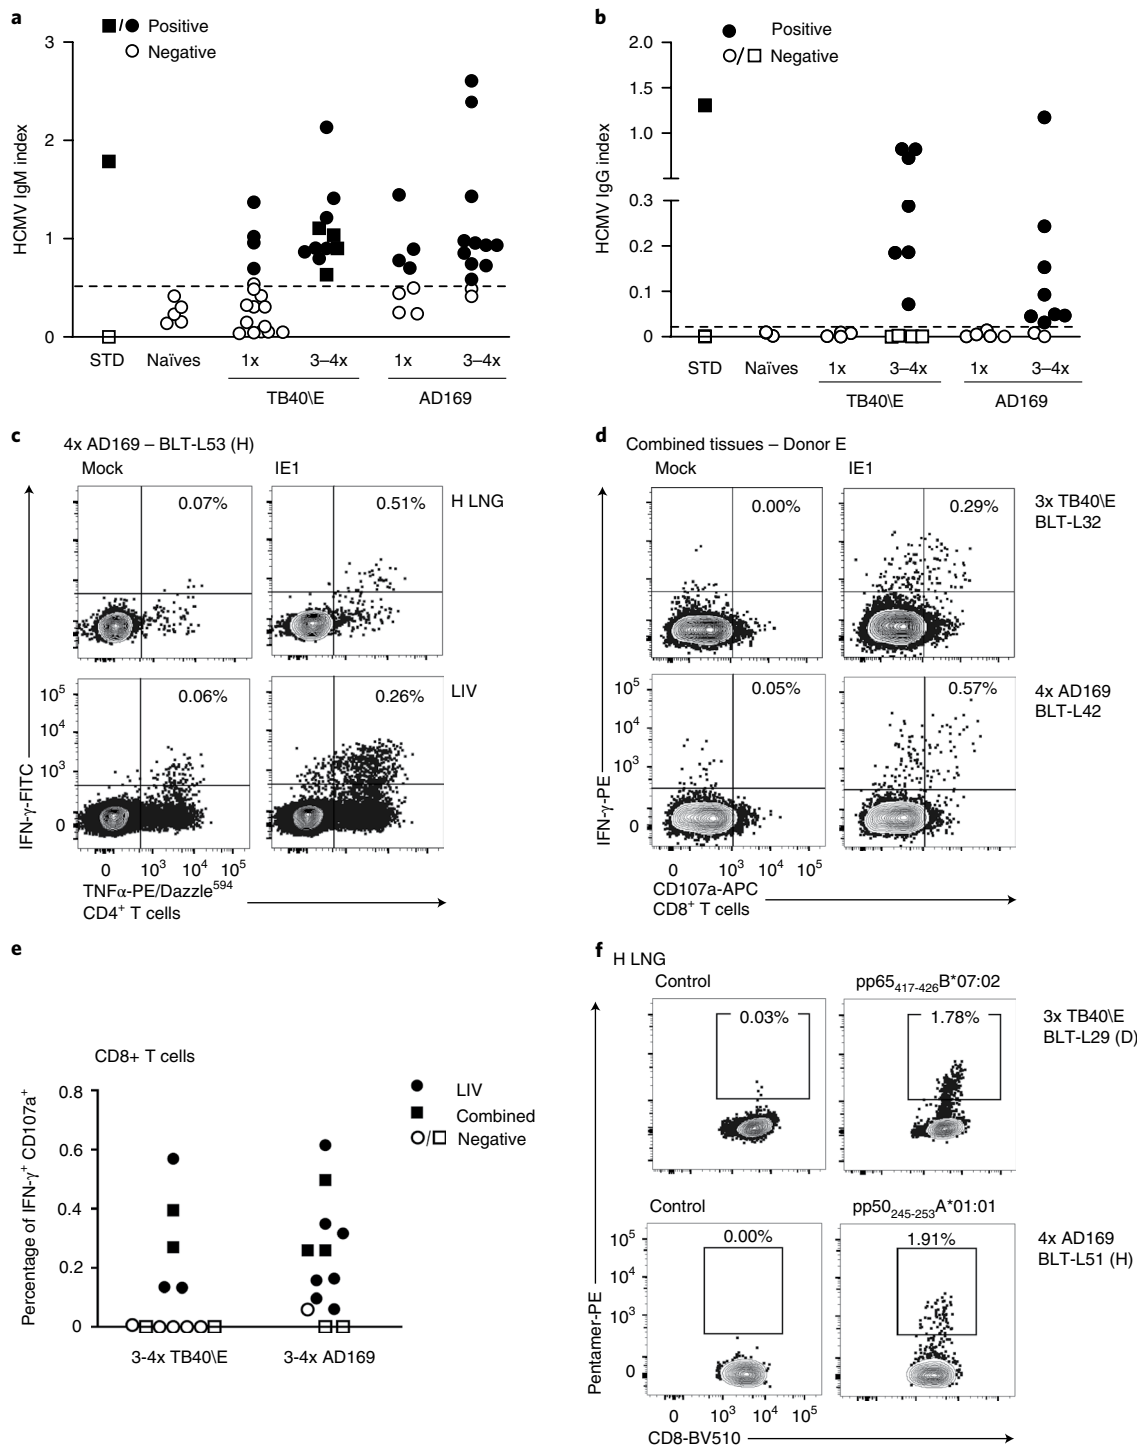 a
■/● Positive
○ Negative
HCMV IgM index
3
2
1
0
STD
Naïves
1x
3–4x
1x
3–4x
TB40\E
AD169
b
● Positive
○/□ Negative
HCMV IgG index
2.0
1.5
1.0
0.3
0.2
0.1
0
STD
Naïves
1x
3–4x
1x
3–4x
TB40\E
AD169
c
4x AD169 – BLT-L53 (H)
Mock
IE1
0.07%
0.51%
H LNG
0.06%
0.26%
LIV
IFN-γ-FITC
10⁵
10⁴
10³
0
0
10³
10⁴
10⁵
TNFα-PE/Dazzle⁵⁹⁴
CD4⁺ T cells
d
Combined tissues – Donor E
Mock
IE1
0.00%
0.29%
3x TB40\E
BLT-L32
0.05%
0.57%
4x AD169
BLT-L42
IFN-γ-PE
10⁵
10⁴
10³
0
0
10³
10⁴
10⁵
CD107a-APC
CD8⁺ T cells
e
CD8+ T cells
● LIV
■ Combined
○/□ Negative
Percentage of IFN-γ⁺ CD107a⁺
0.8
0.6
0.4
0.2
0
3-4x TB40\E
3-4x AD169
f
H LNG
Control
pp65₄₁₇₋₄₂₆B*07:02
0.03%
1.78%
3x TB40\E
BLT-L29 (D)
Control
pp50₂₄₅₋₂₅₃A*01:01
0.00%
1.91%
4x AD169
BLT-L51 (H)
Pentamer-PE
10⁵
10⁴
10³
0
0
10³
10⁴
10⁵
CD8-BV510